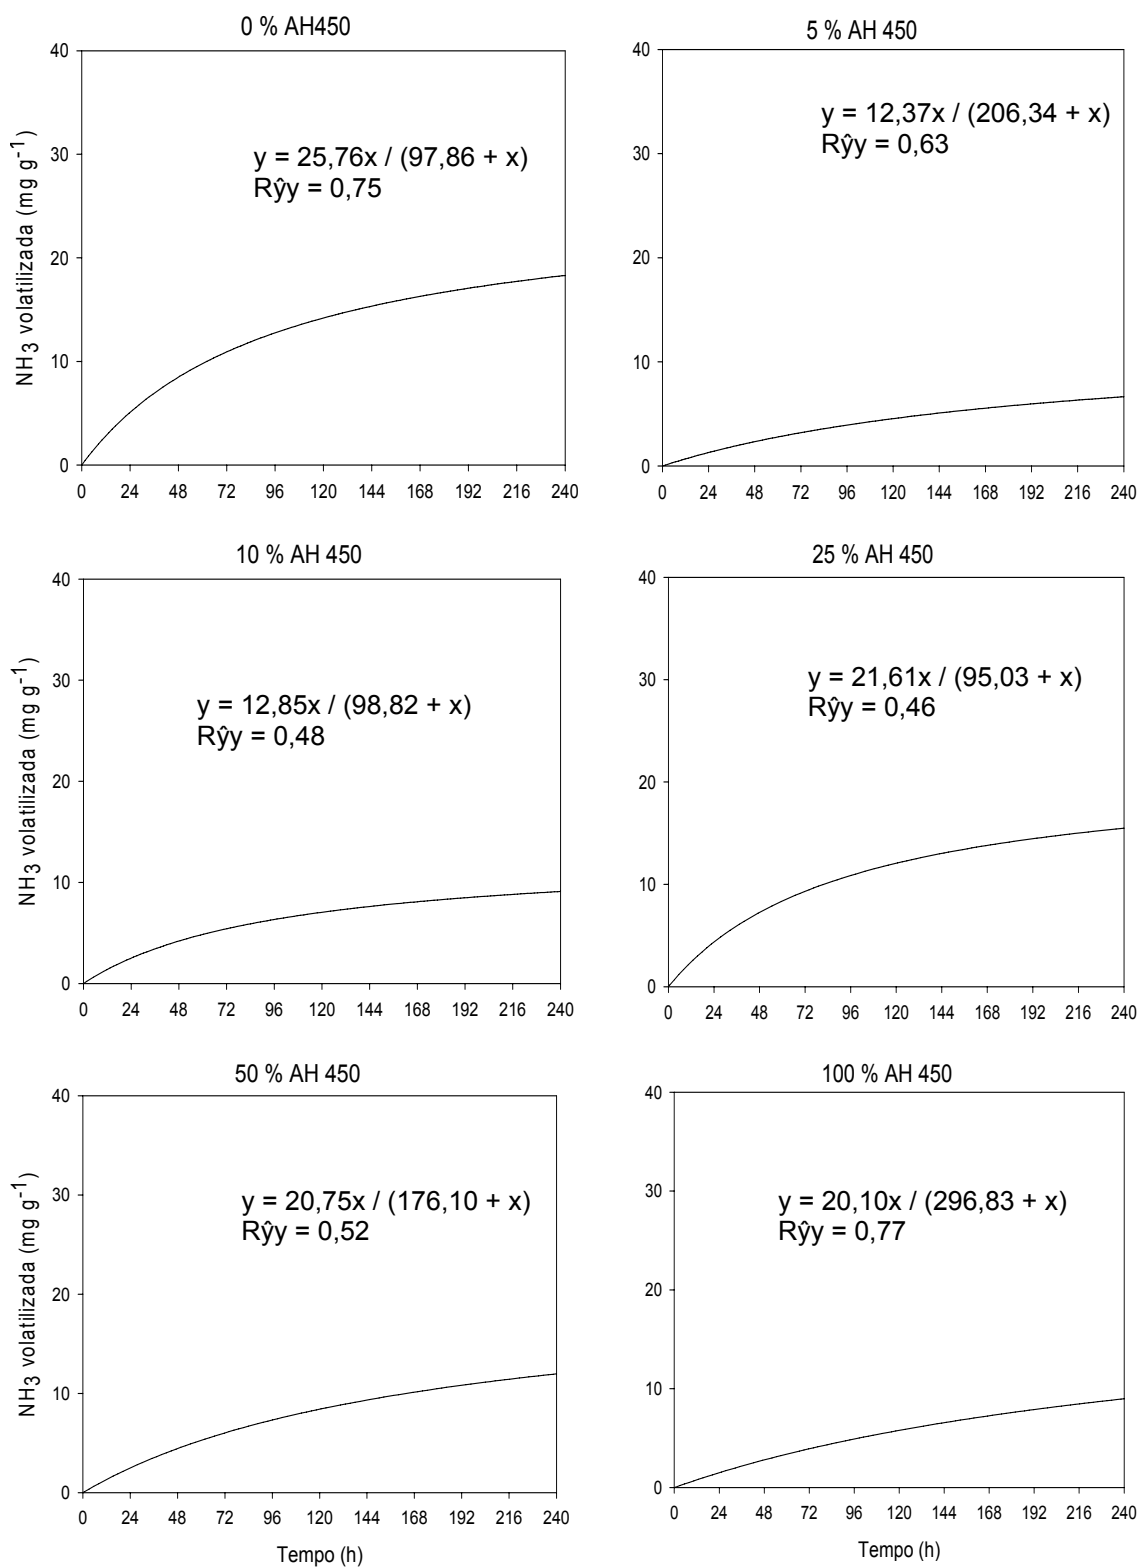 0 % AH450
40
30
20
10
0
NH3 volatilizada (mg g-1)
y = 25,76x / (97,86 + x)
Rŷy = 0,75
0 24 48 72 96 120 144 168 192 216 240
5 % AH 450
40
30
20
10
0
y = 12,37x / (206,34 + x)
Rŷy = 0,63
0 24 48 72 96 120 144 168 192 216 240
10 % AH 450
40
30
20
10
0
NH3 volatilizada (mg g-1)
y = 12,85x / (98,82 + x)
Rŷy = 0,48
0 24 48 72 96 120 144 168 192 216 240
25 % AH 450
40
30
20
10
0
y = 21,61x / (95,03 + x)
Rŷy = 0,46
0 24 48 72 96 120 144 168 192 216 240
50 % AH 450
40
30
20
10
0
NH3 volatilizada (mg g-1)
y = 20,75x / (176,10 + x)
Rŷy = 0,52
0 24 48 72 96 120 144 168 192 216 240
Tempo (h)
100 % AH 450
40
30
20
10
0
y = 20,10x / (296,83 + x)
Rŷy = 0,77
0 24 48 72 96 120 144 168 192 216 240
Tempo (h)